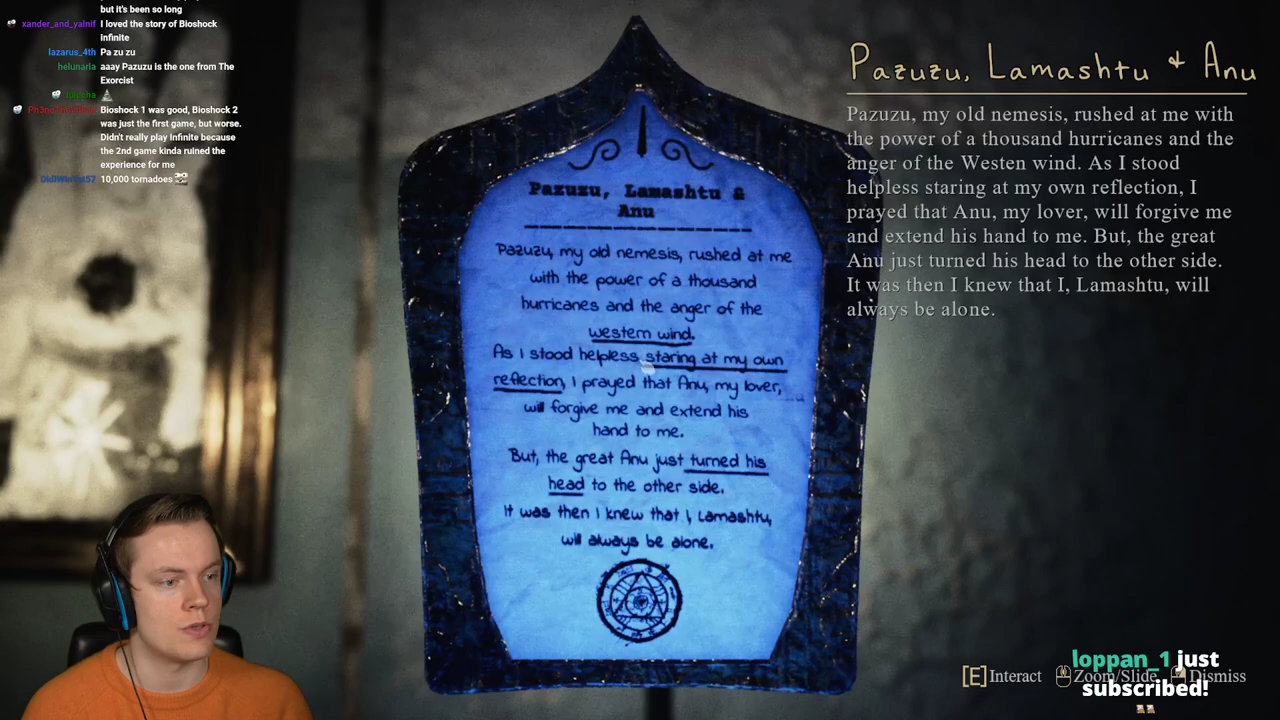 but it's been so long
xander_and_yalnif I loved the story of Bioshock
Infinite
lazarus_4th Pa zu zu
helunaria aaay Pazuzu is the one from The
Exorcist
Bioshock 1 was good, Bioshock 2
was just the first game, but worse.
Didn't really play Infinite because
the 2nd game kinda ruined the
experience for me
10,000 tornadoes
Pazuzu, Lamashtu &
Anu
Pazuzu, my old nemesis, rushed at me
with the power of a thousand
hurricanes and the anger of the
western wind.
As I stood helpless staring at my own
reflection, I prayed that Anu, my lover,
will forgive me and extend his
hand to me.
But, the great Anu just turned his
head to the other side.
It was then I knew that I, Lamashtu,
will always be alone.
Pazuzu, Lamashtu & Anu
Pazuzu, my old nemesis, rushed at me with
the power of a thousand hurricanes and the
anger of the Westen wind. As I stood
helpless staring at my own reflection, I
prayed that Anu, my lover, will forgive me
and extend his hand to me. But, the great
Anu just turned his head to the other side.
It was then I knew that I, Lamashtu, will
always be alone.
loppan_1 just
subscribed!
[E]Interact Zoom/Slide Dismiss